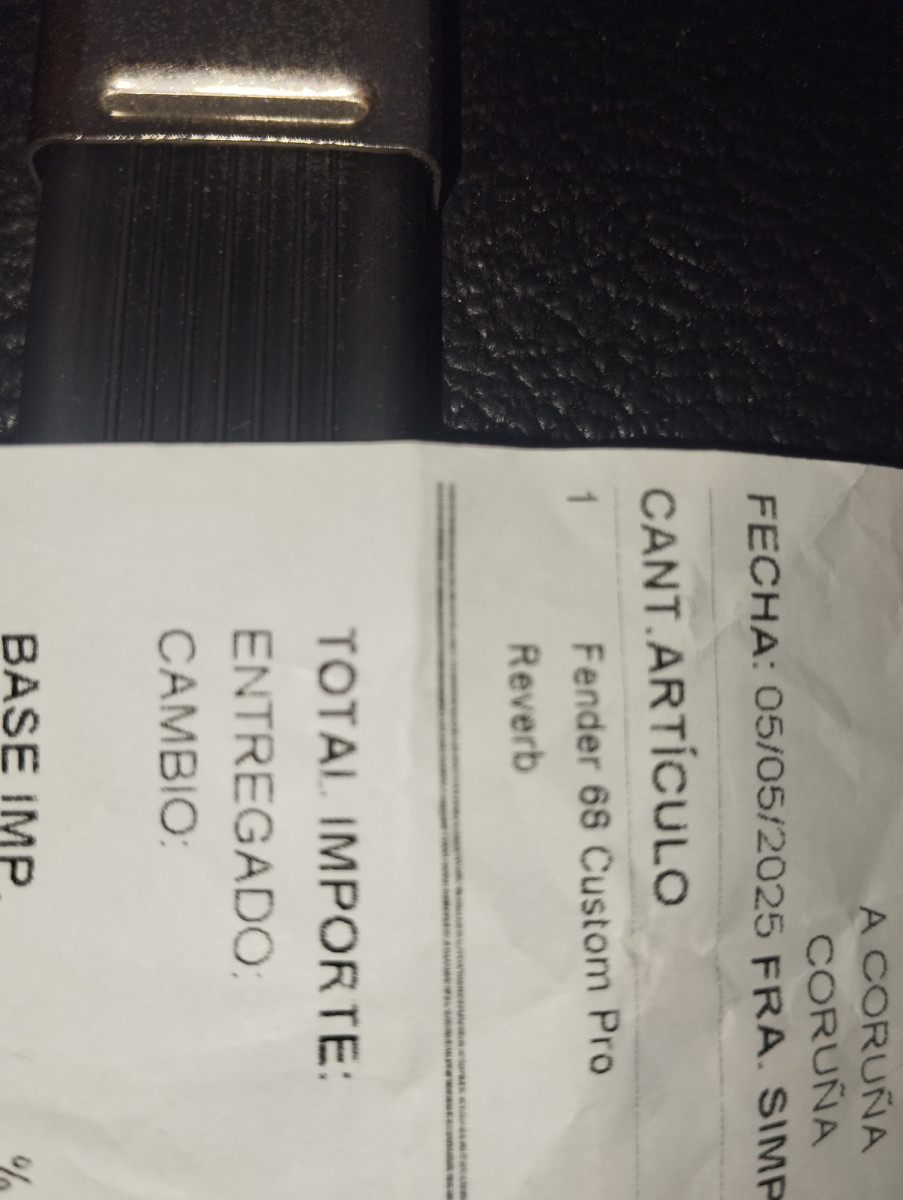 A CORUÑA
CORUÑA
FECHA: 05/05/2025 FRA. SIMP
CANT. ARTÍCULO
1 Fender 68 Custom Pro
Reverb
TOTAL IMPORTE:
ENTREGADO:
CAMBIO:
BASE IMP. %